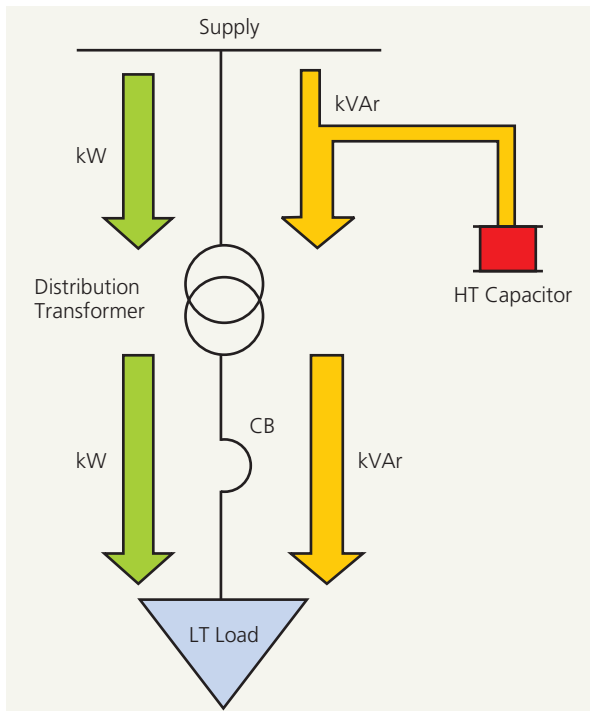 Supply
kVAr
kW
Distribution
Transformer
HT Capacitor
CB
kW
kVAr
LT Load